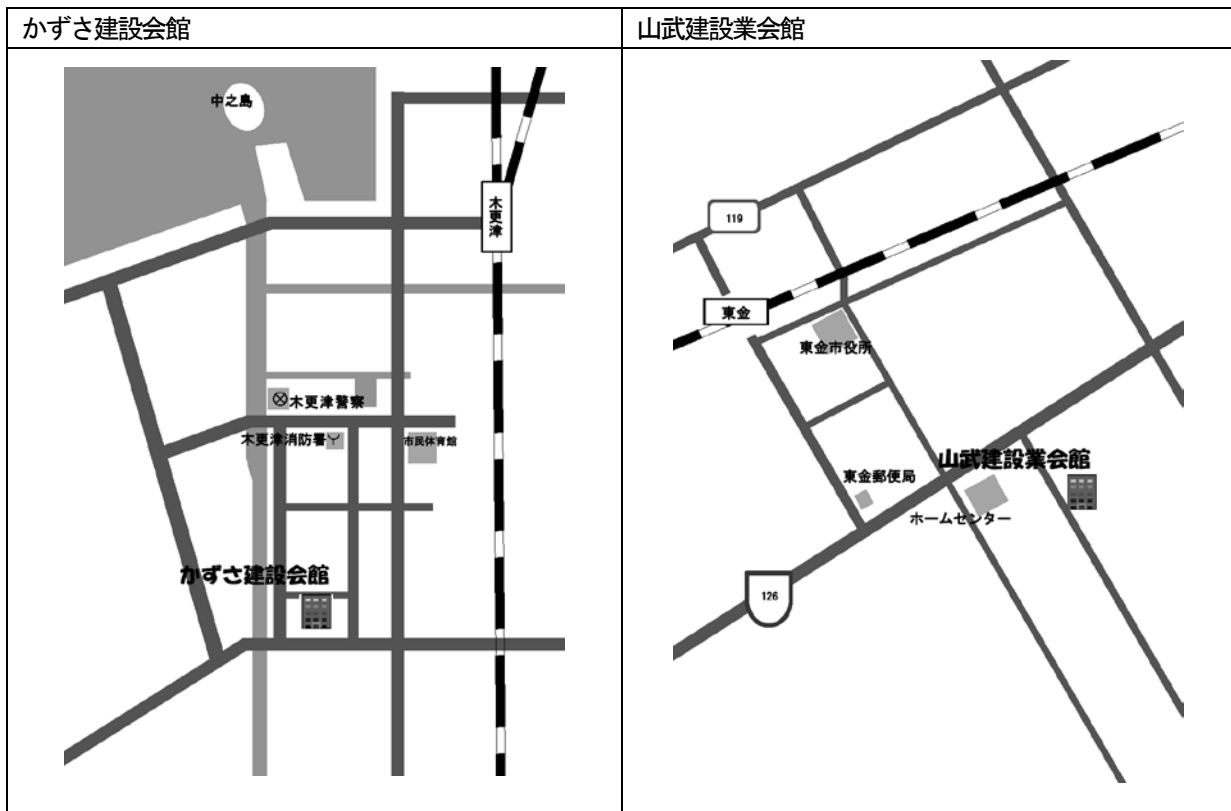 かずさ建設会館
中之島
木更津
木更津警察
木更津消防署
市民体育館
かずさ建設会館
山武建設業会館
119
東金
東金市役所
山武建設業会館
東金郵便局
ホームセンター
126